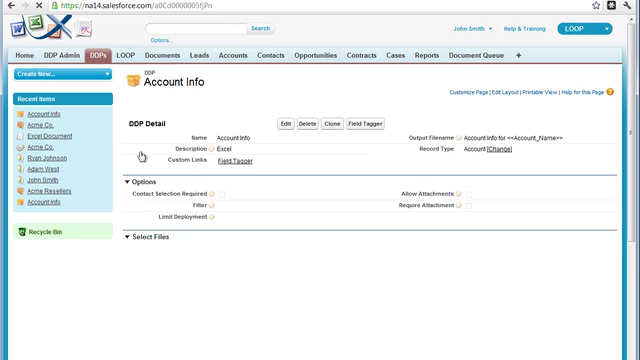 https://na14.salesforce.com/a0Cd0000005fjPn
Search
Options...
John Smith
Help & Training
LOOP
Home
DDP Admin
DDPs
LOOP
Documents
Leads
Accounts
Contacts
Opportunities
Contracts
Cases
Reports
Document Queue
+
Create New...
Recent Items
Account Info
Acme Co.
Excel Document
Acme Co.
Ryan Johnson
Adam West
John Smith
Acme Resellers
Account Info
Recycle Bin
DDP
Account Info
Customize Page | Edit Layout | Printable View | Help for this Page
DDP Detail
Edit
Delete
Clone
Field Tagger
Name Account Info
Output Filename Account Info for <<Account_Name>>
Description Excel
Record Type Account [Change]
Custom Links Field Tagger
Options
Contact Selection Required
Allow Attachments
Filter
Require Attachment
Limit Deployment
Select Files